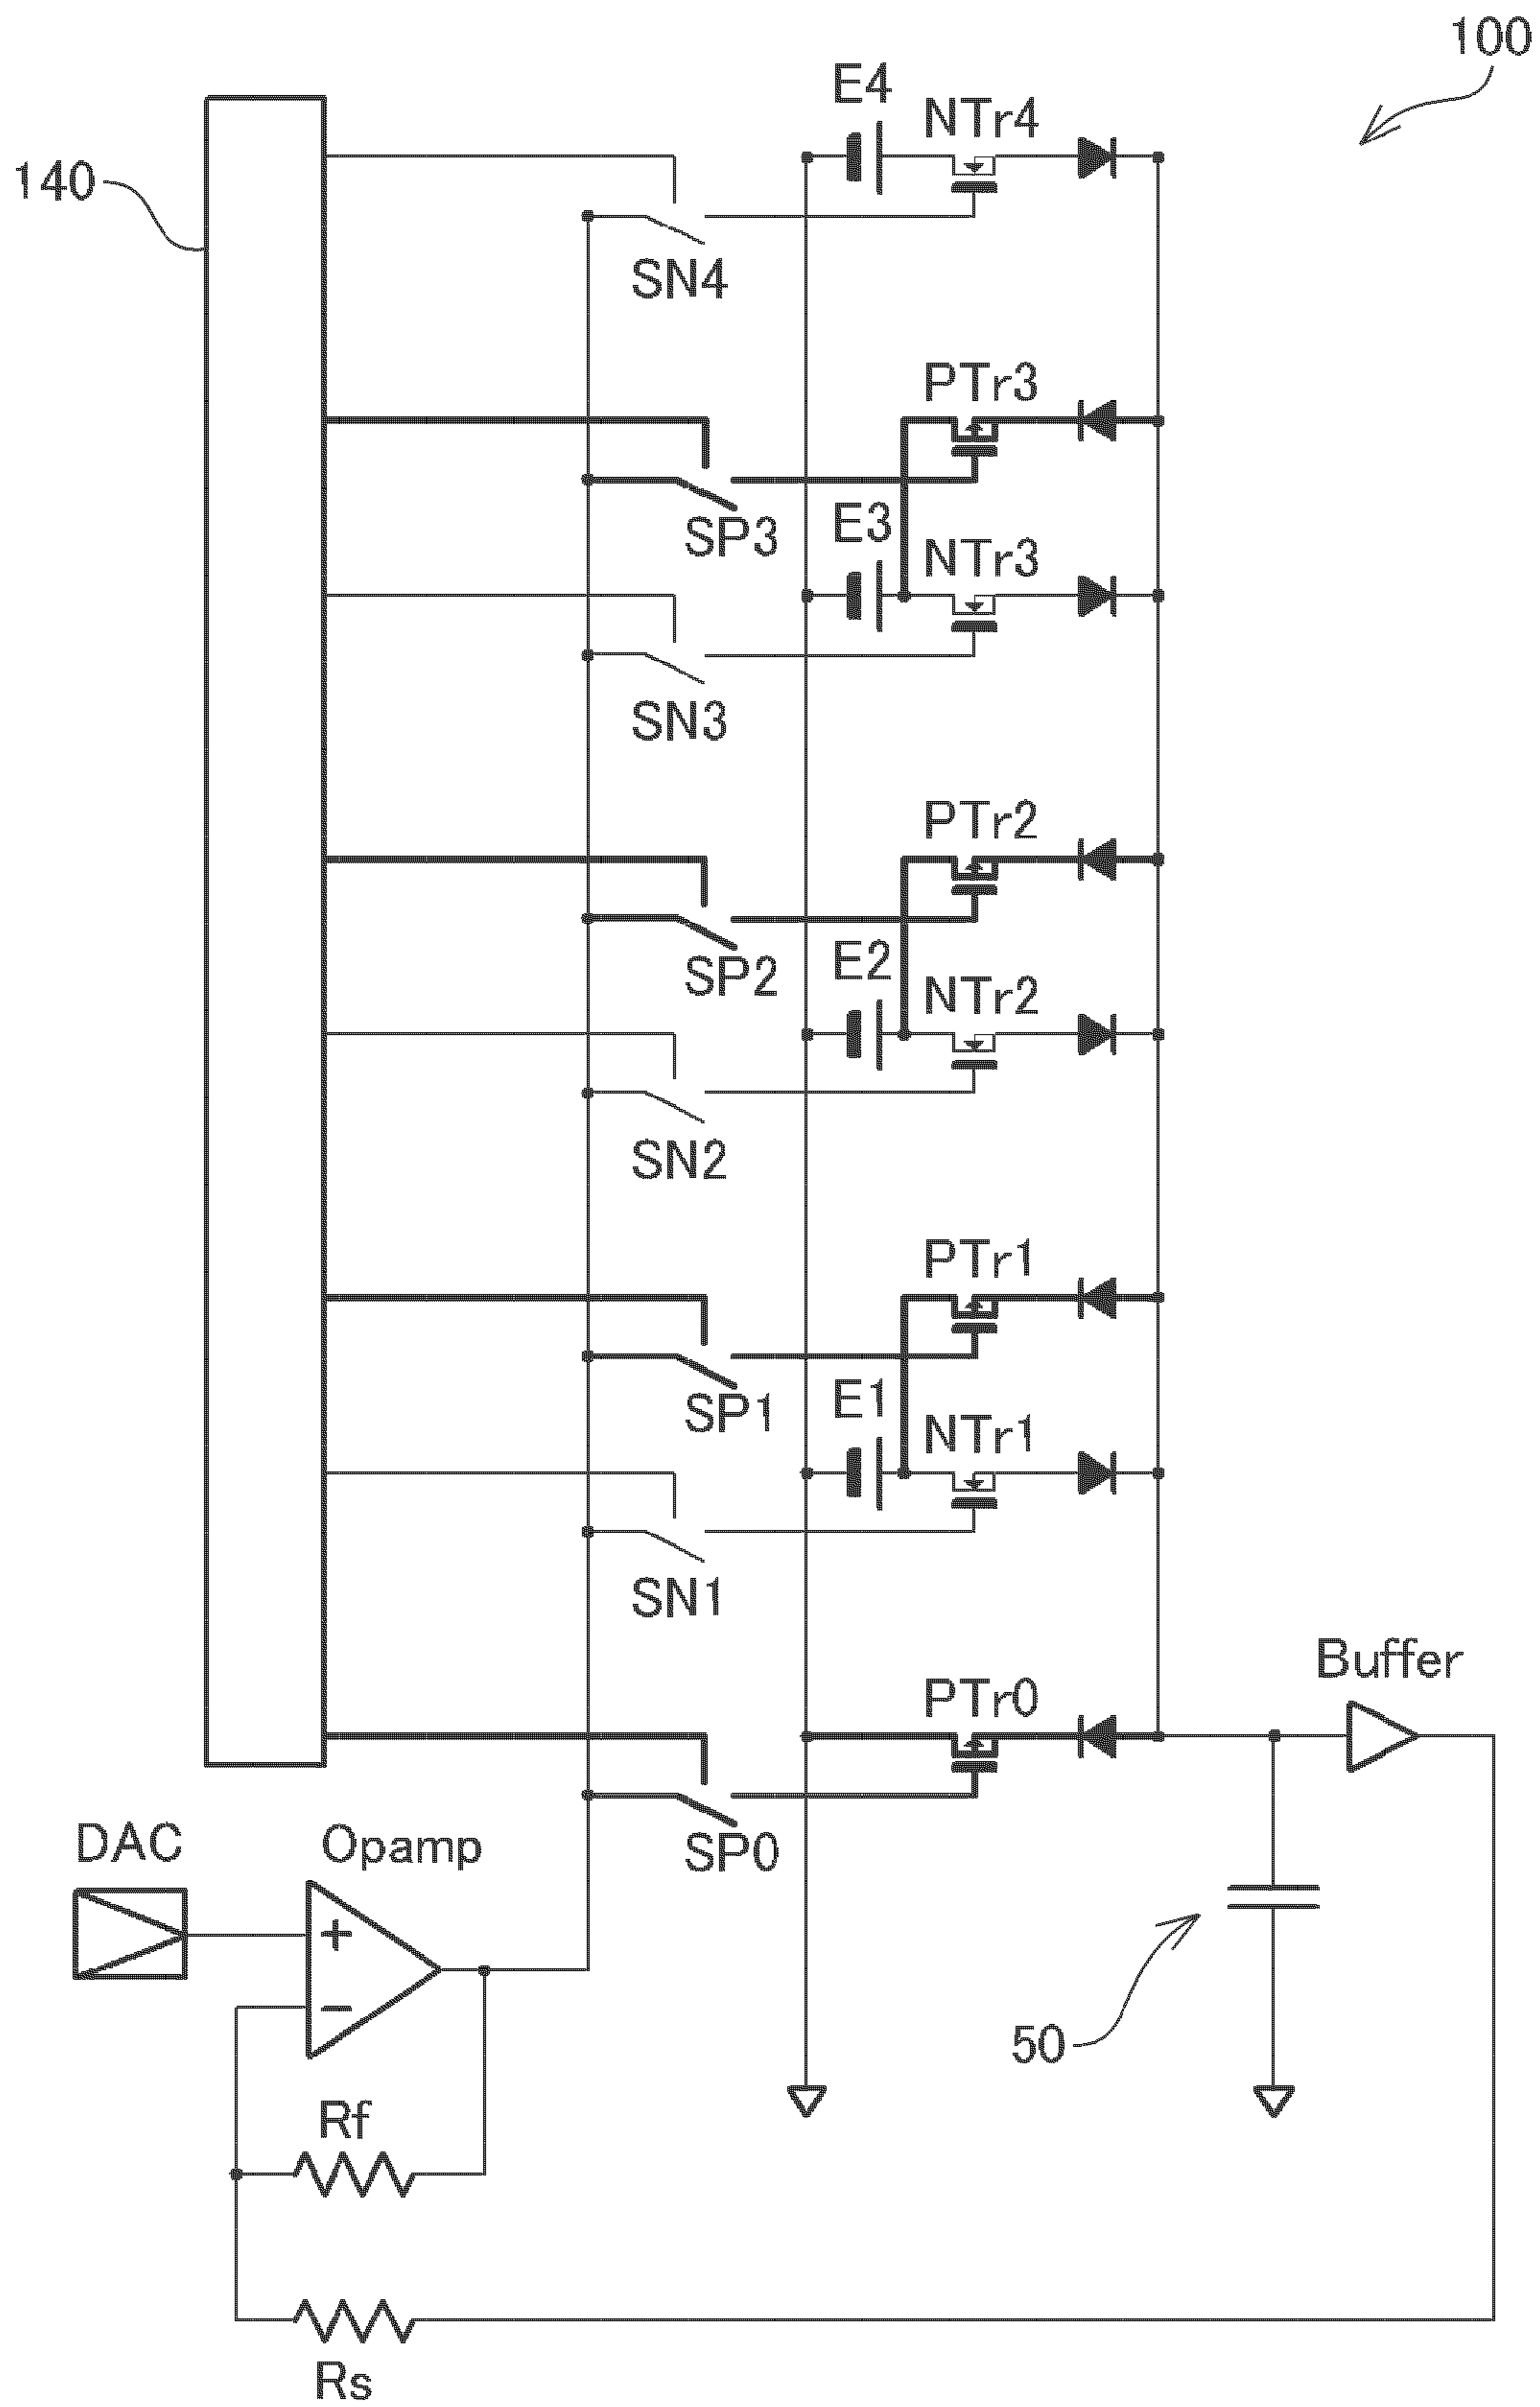 100
E4
NTr4
140
SN4
PTr3
SP3
E3
NTr3
SN3
PTr2
SP2
E2
NTr2
SN2
PTr1
SP1
E1
NTr1
SN1
Buffer
PTr0
SP0
DAC
Opamp
+
−
50
Rf
Rs